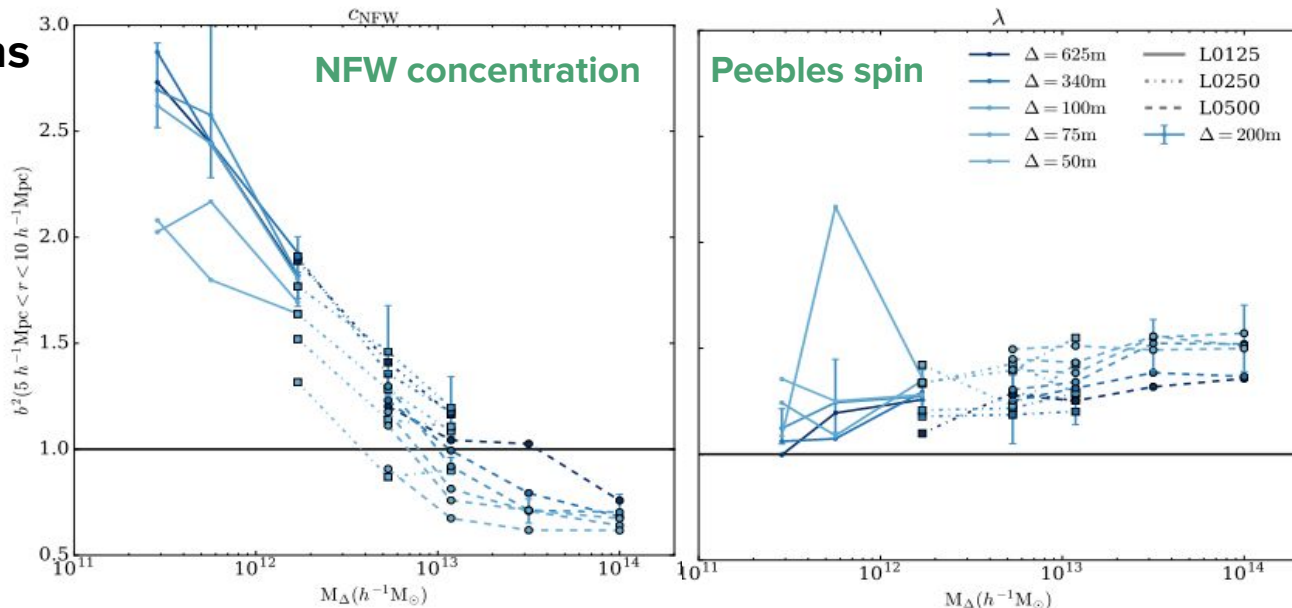 ns
c_NFW
λ
NFW concentration
Peebles spin
Δ = 625m
Δ = 340m
Δ = 100m
Δ = 75m
Δ = 50m
L0125
L0250
L0500
Δ = 200m
b²(5 h⁻¹Mpc < r < 10 h⁻¹Mpc)
3.0
2.5
2.0
1.5
1.0
0.5
10¹¹
10¹²
10¹³
10¹⁴
M_Δ(h⁻¹M_⊙)
10¹¹
10¹²
10¹³
10¹⁴
M_Δ(h⁻¹M_⊙)